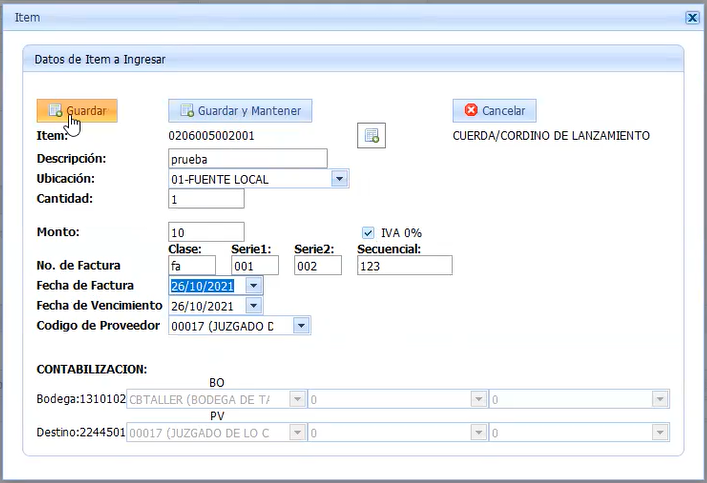 Item
Datos de Item a Ingresar
Guardar Guardar y Mantener Cancelar
Item: 0206005002001 CUERDA/CORDINO DE LANZAMIENTO
Descripción: prueba
Ubicación: 01-FUENTE LOCAL
Cantidad: 1
Monto: 10 IVA 0%
Clase: Serie1: Serie2: Secuencial:
No. de Factura fa 001 002 123
Fecha de Factura 26/10/2021
Fecha de Vencimiento 26/10/2021
Codigo de Proveedor 00017 (JUZGADO D
CONTABILIZACION:
BO
Bodega:1310102 CBTALLER (BODEGA DE TA 0 0
PV
Destino:2244501 00017 (JUZGADO DE LO C 0 0